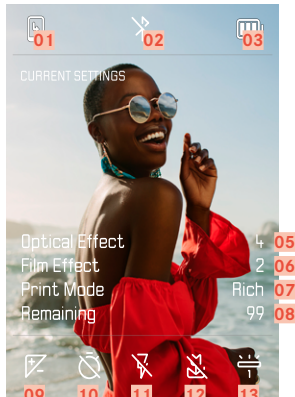 01 02 03
CURRENT SETTINGS
Optical Effect 4 05
Film Effect 2 06
Print Mode Rich 07
Remaining 99 08
09 10 11 12 13